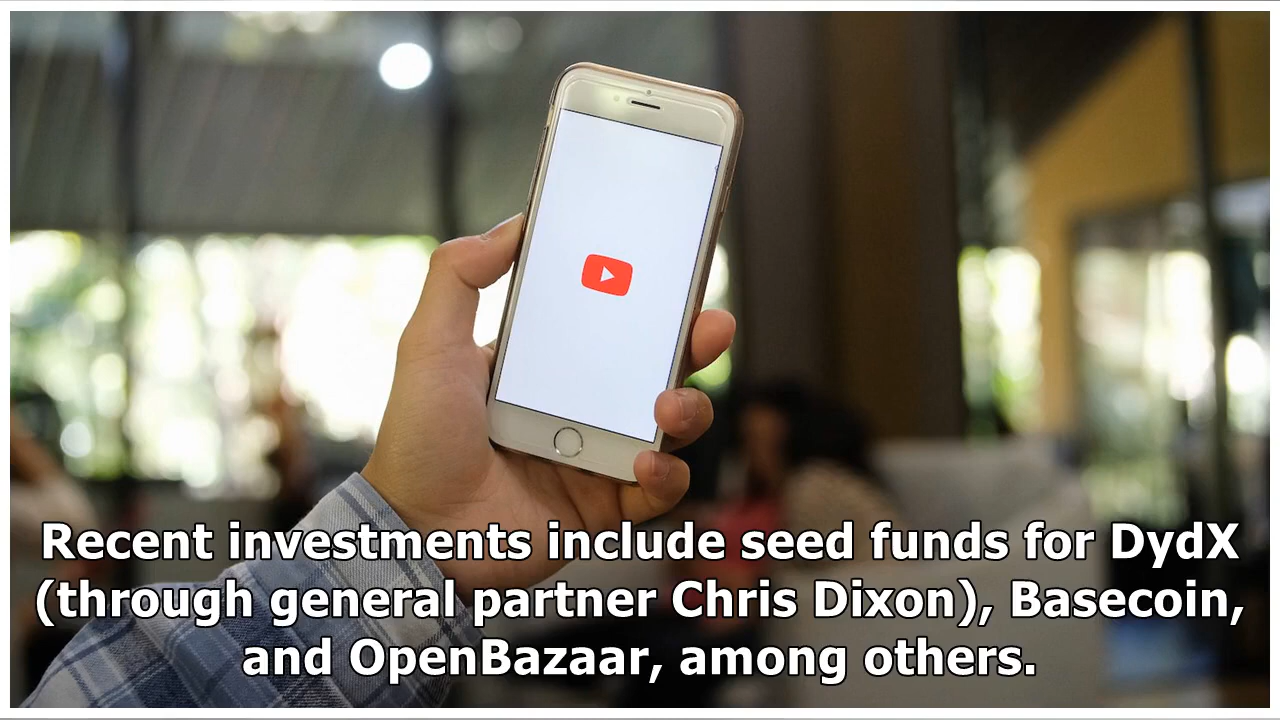 Recent investments include seed funds for DydX
(through general partner Chris Dixon), Basecoin,
and OpenBazaar, among others.